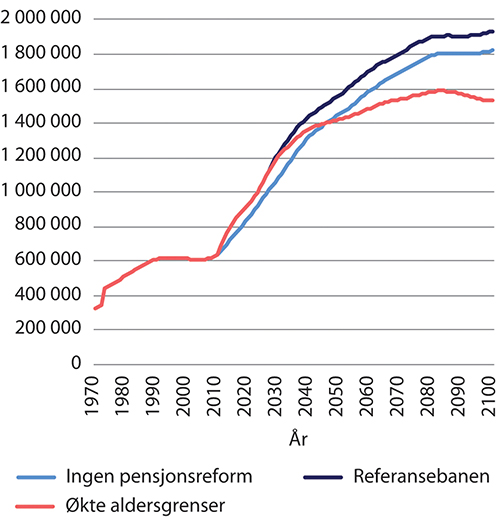 2 000 000
1 800 000
1 600 000
1 400 000
1 200 000
1 000 000
800 000
600 000
400 000
200 000
0
1970
1980
1990
2000
2010
2020
2030
2040
2050
2060
2070
2080
2090
2100
År
Ingen pensjonsreform
Referansebanen
Økte aldersgrenser